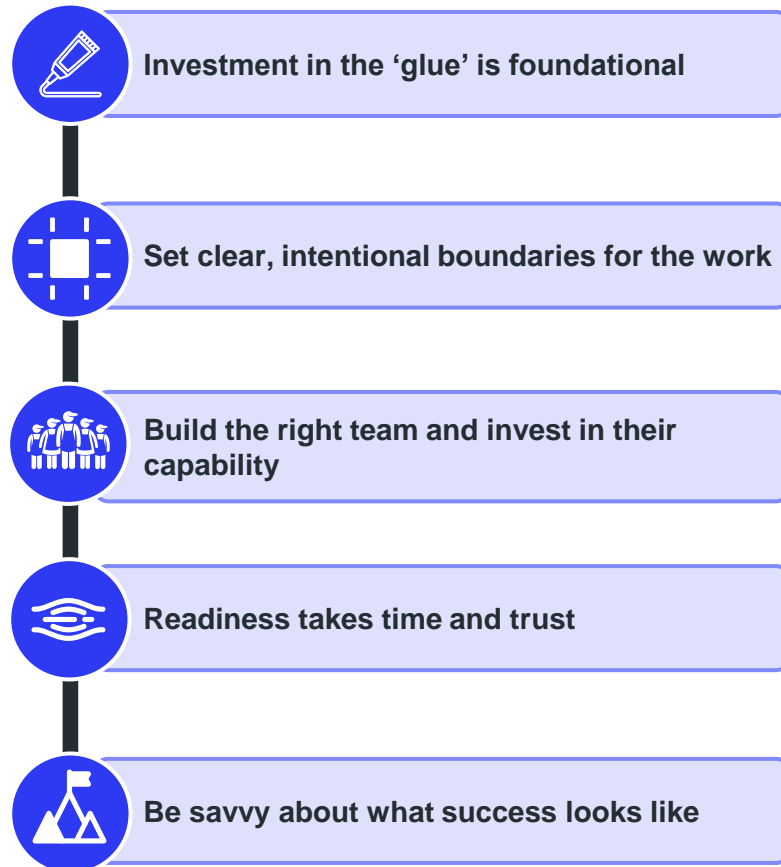 Investment in the ‘glue’ is foundational
Set clear, intentional boundaries for the work
Build the right team and invest in their
capability
Readiness takes time and trust
Be savvy about what success looks like